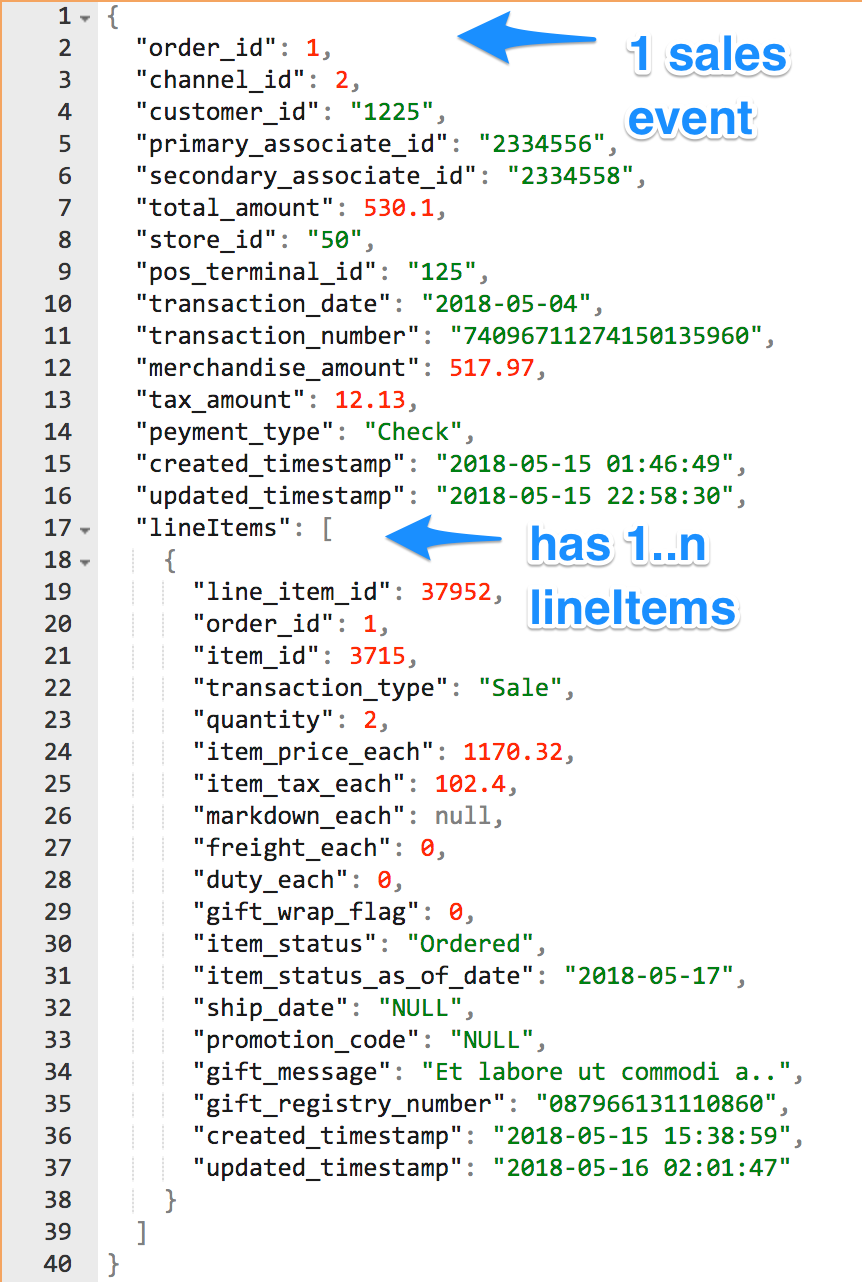 1 {
2 "order_id": 1,
3 "channel_id": 2,
4 "customer_id": "1225",
5 "primary_associate_id": "2334556",
6 "secondary_associate_id": "2334558",
7 "total_amount": 530.1,
8 "store_id": "50",
9 "pos_terminal_id": "125",
10 "transaction_date": "2018-05-04",
11 "transaction_number": "74096711274150135960",
12 "merchandise_amount": 517.97,
13 "tax_amount": 12.13,
14 "peyment_type": "Check",
15 "created_timestamp": "2018-05-15 01:46:49",
16 "updated_timestamp": "2018-05-15 22:58:30",
17 "lineItems": [
18 {
19 "line_item_id": 37952,
20 "order_id": 1,
21 "item_id": 3715,
22 "transaction_type": "Sale",
23 "quantity": 2,
24 "item_price_each": 1170.32,
25 "item_tax_each": 102.4,
26 "markdown_each": null,
27 "freight_each": 0,
28 "duty_each": 0,
29 "gift_wrap_flag": 0,
30 "item_status": "Ordered",
31 "item_status_as_of_date": "2018-05-17",
32 "ship_date": "NULL",
33 "promotion_code": "NULL",
34 "gift_message": "Et labore ut commodi a..",
35 "gift_registry_number": "087966131110860",
36 "created_timestamp": "2018-05-15 15:38:59",
37 "updated_timestamp": "2018-05-16 02:01:47"
38 }
39 ]
40 }
1 sales
event
has 1..n
lineItems